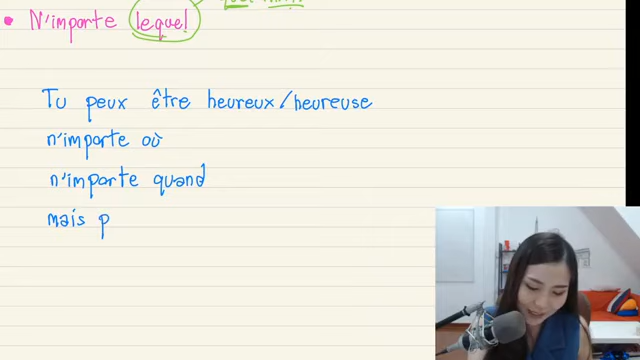 • N'importe lequel
Tu peux être heureux/heureuse
n'importe où
n'importe quand
mais p